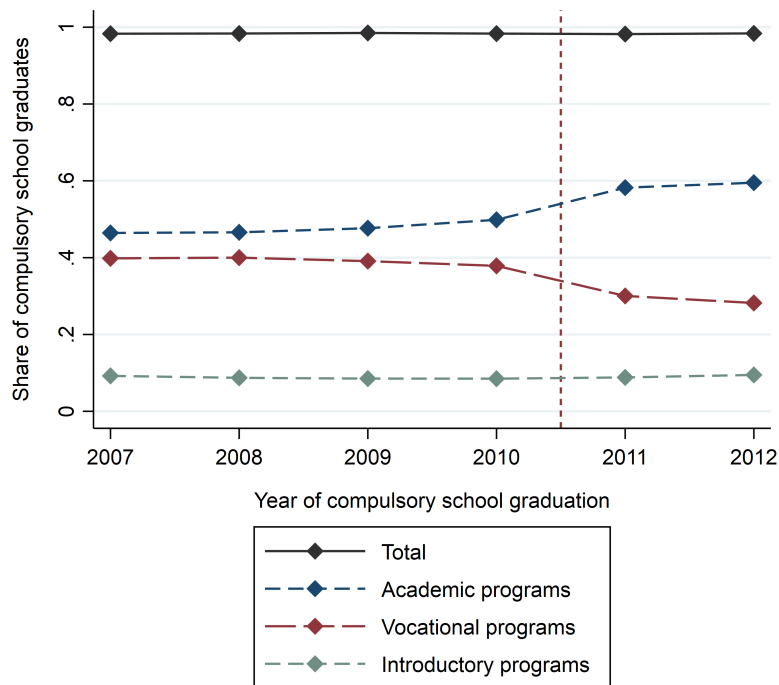 Share of compulsory school graduates
1
.8
.6
.4
.2
0
2007 2008 2009 2010 2011 2012
Year of compulsory school graduation
Total
Academic programs
Vocational programs
Introductory programs